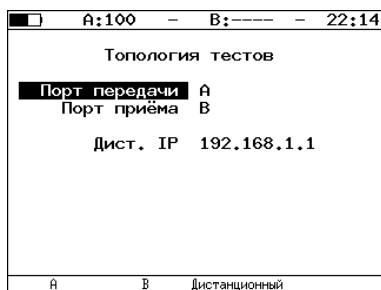 A:100 – B:---- – 22:14
Топология тестов
Порт передачи A
Порт приёма B
Дист. IP 192.168.1.1
A B Дистанционный